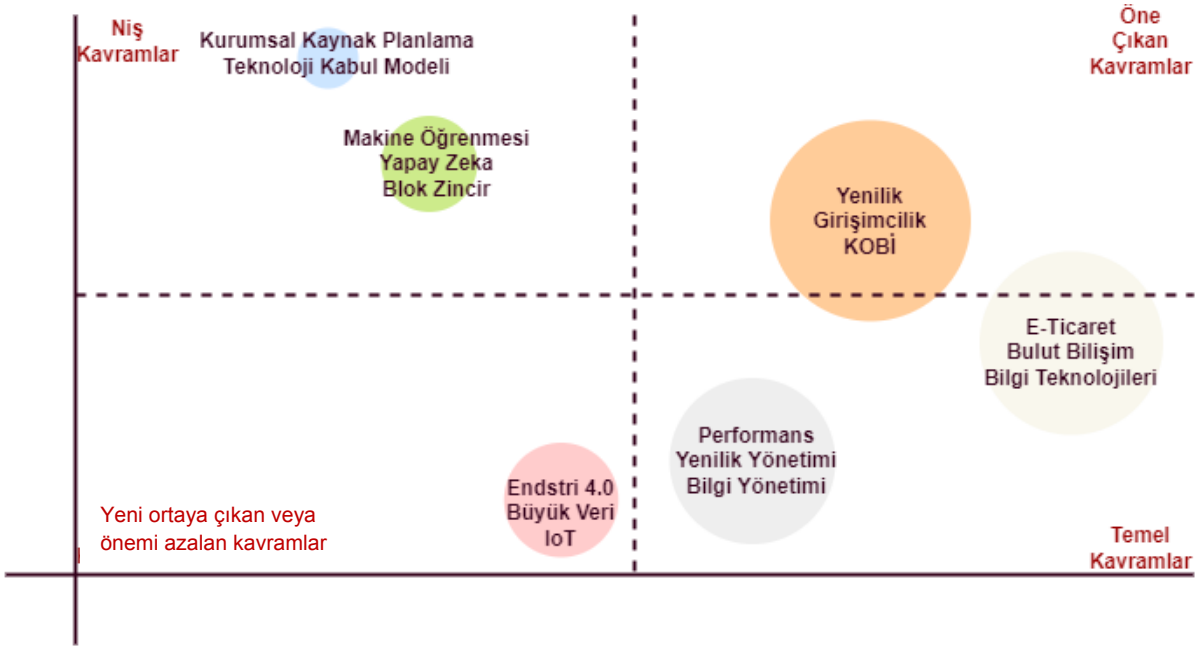 Niş
Kavramlar
Kurumsal Kaynak Planlama
Teknoloji Kabul Modeli
Öne
Çıkan
Kavramlar
Makine Öğrenmesi
Yapay Zeka
Blok Zincir
Yenilik
Girişimcilik
KOBİ
E-Ticaret
Bulut Bilişim
Bilgi Teknolojileri
Performans
Yenilik Yönetimi
Bilgi Yönetimi
Endstri 4.0
Büyük Veri
IoT
Yeni ortaya çıkan veya
önemi azalan kavramlar
Temel
Kavramlar